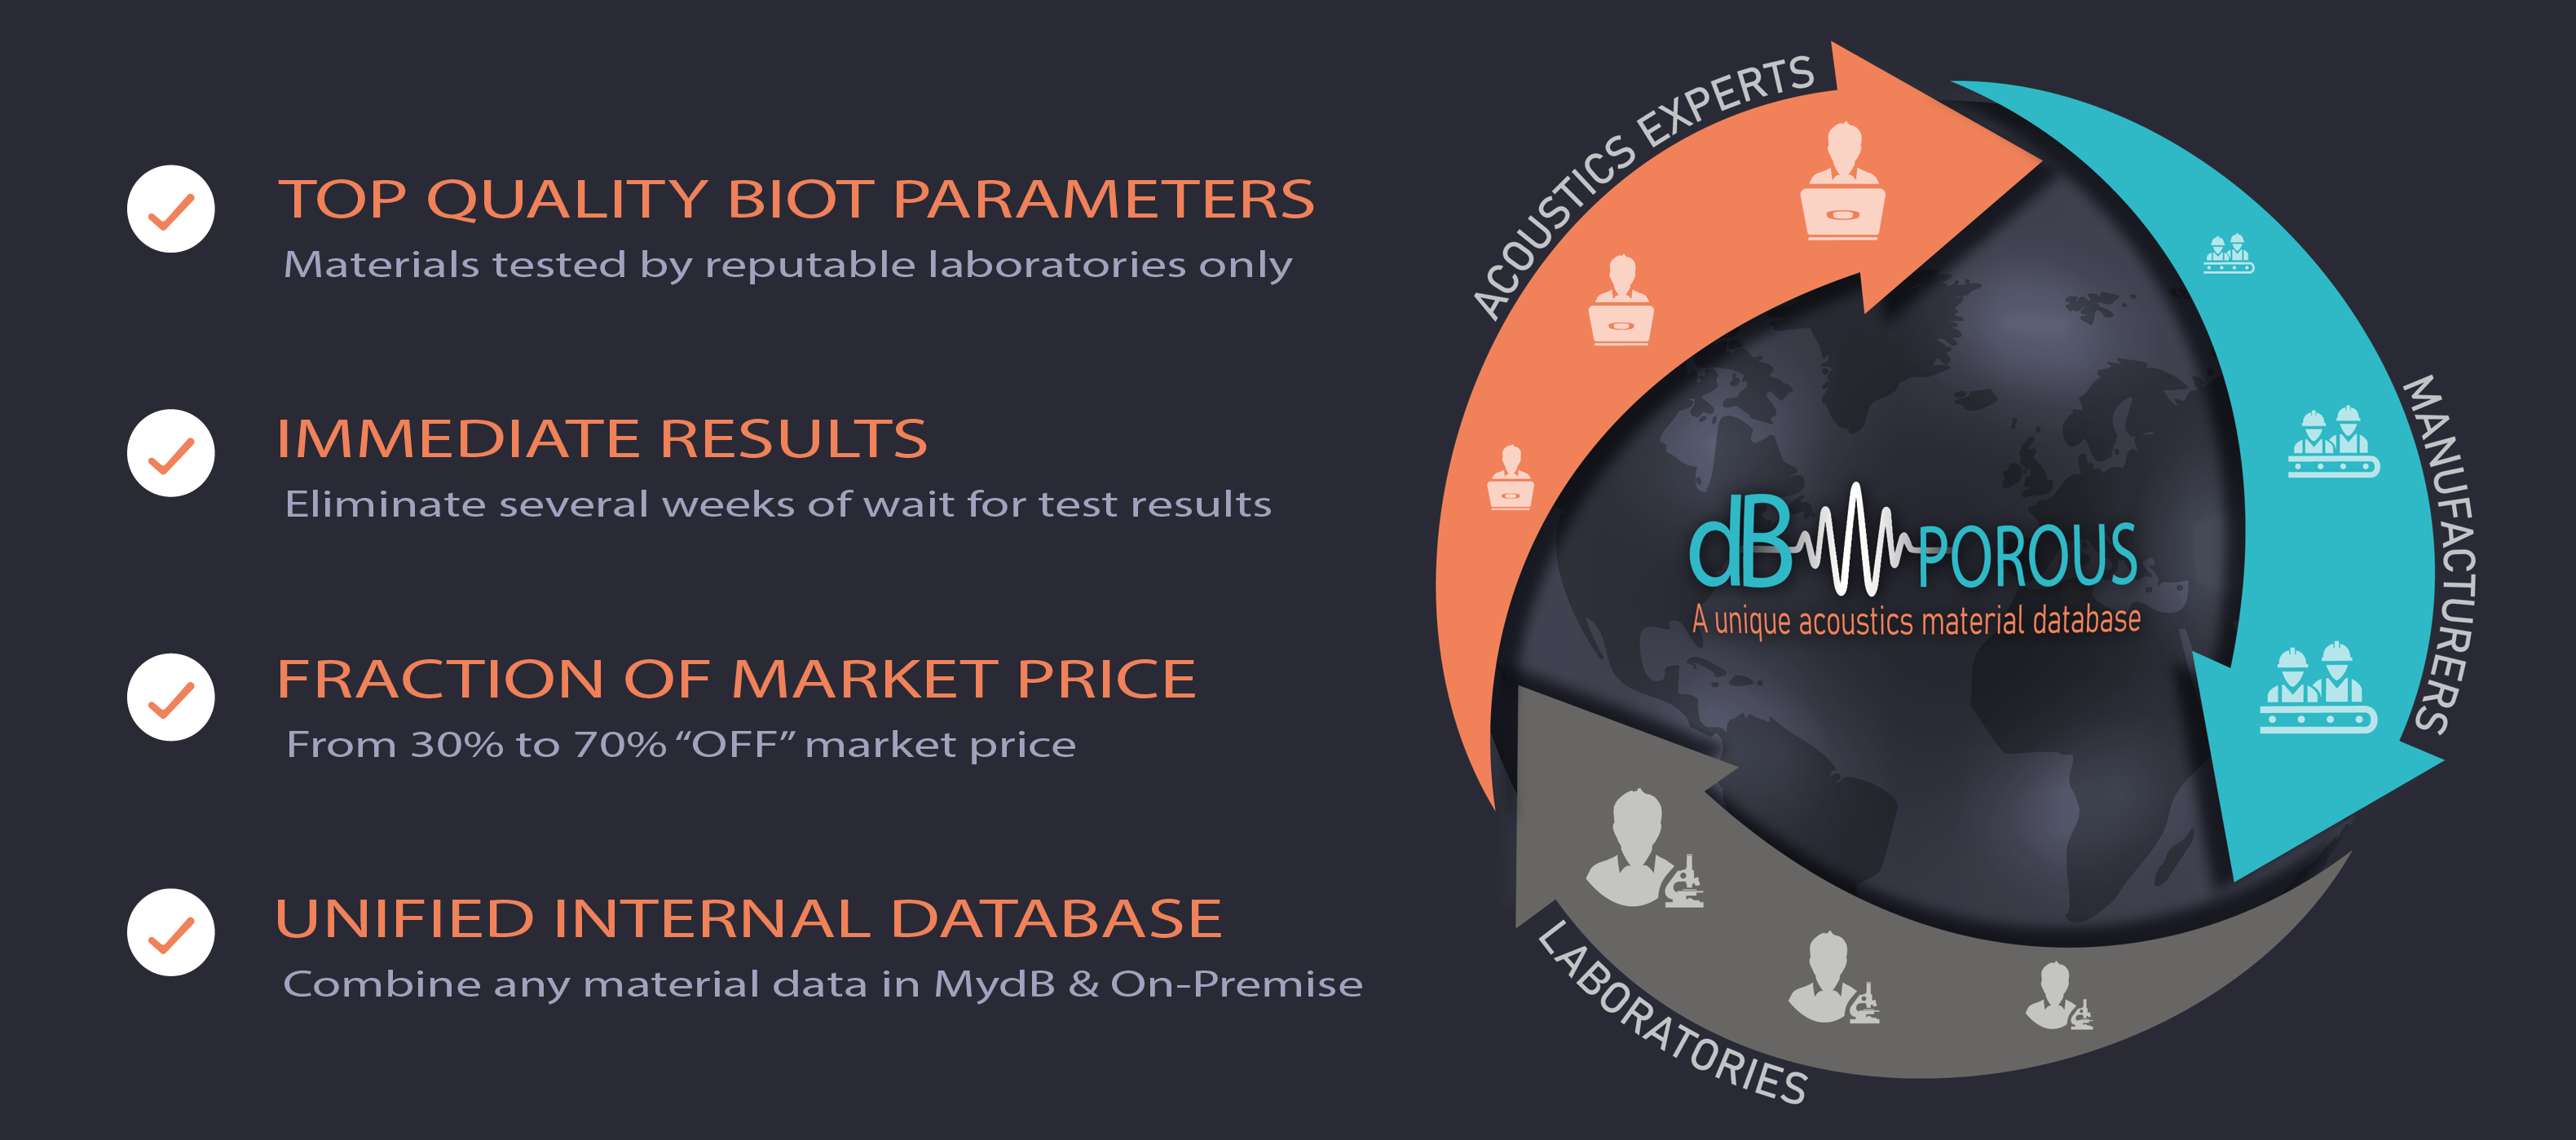 TOP QUALITY BIOT PARAMETERS
Materials tested by reputable laboratories only
IMMEDIATE RESULTS
Eliminate several weeks of wait for test results
FRACTION OF MARKET PRICE
From 30% to 70% “OFF” market price
UNIFIED INTERNAL DATABASE
Combine any material data in MydB & On-Premise
ACOUSTICS EXPERTS
MANUFACTURERS
LABORATORIES
dB POROUS
A unique acoustics material database